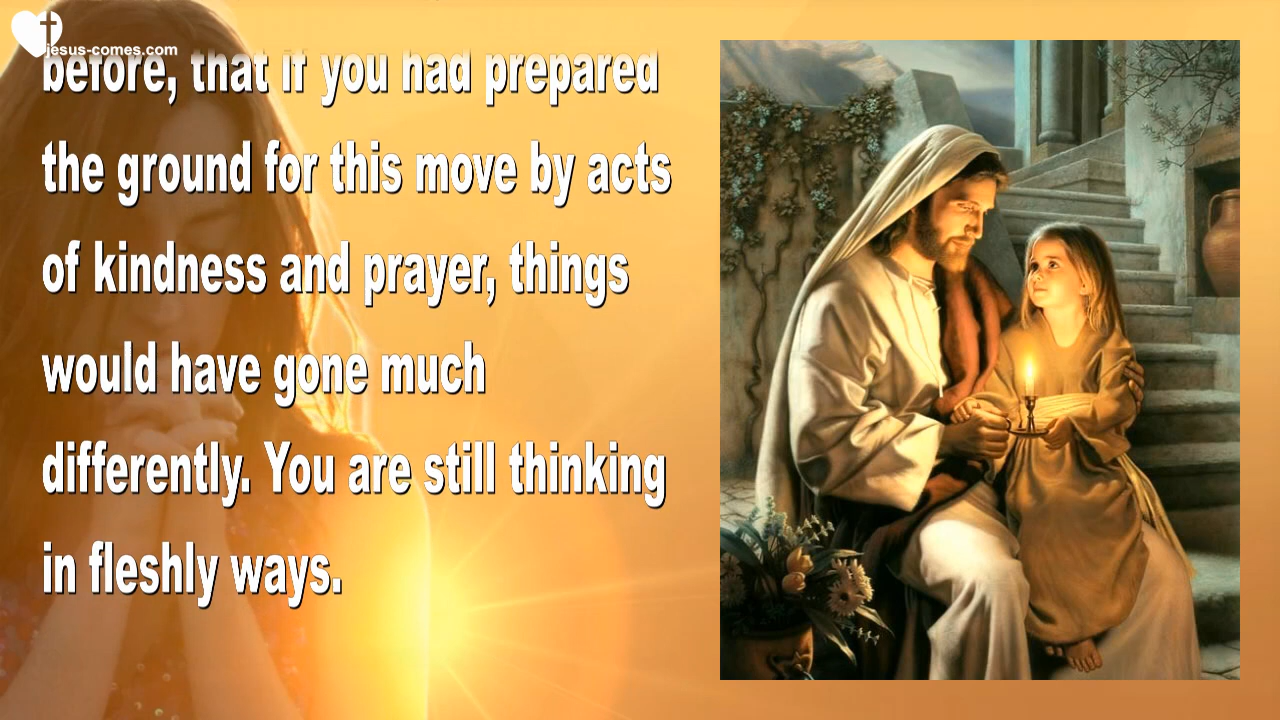 jesus-comes.com
before, that if you had prepared
the ground for this move by acts
of kindness and prayer, things
would have gone much
differently. You are still thinking
in fleshly ways.